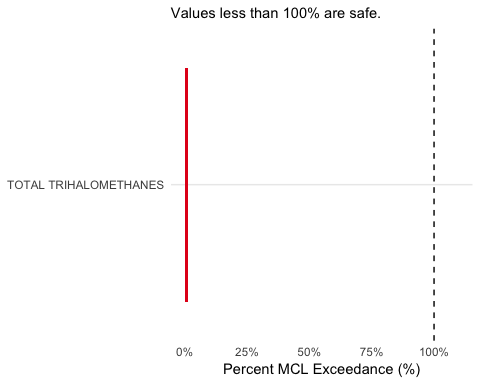 Values less than 100% are safe.
TOTAL TRIHALOMETHANES
0% 25% 50% 75% 100%
Percent MCL Exceedance (%)